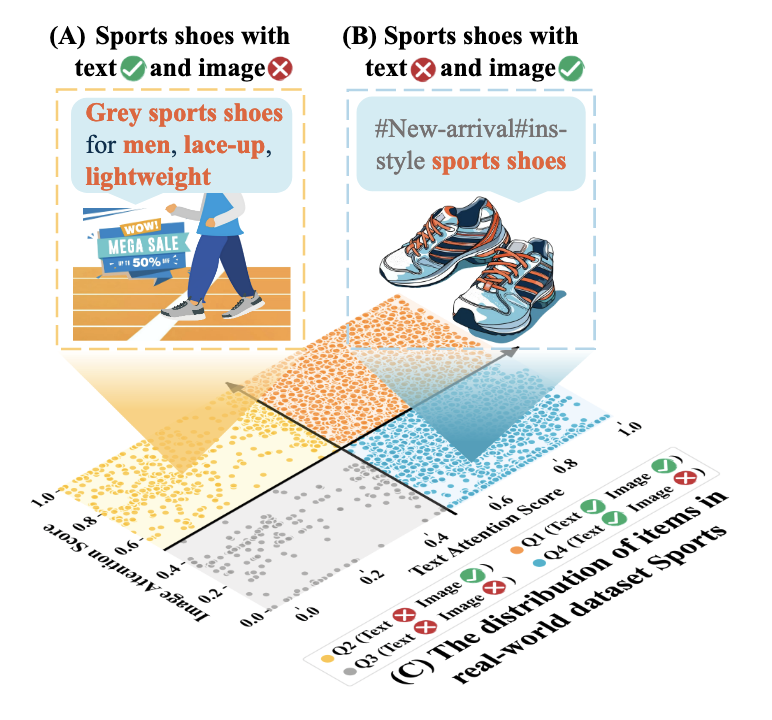 (A) Sports shoes with
text and image
(B) Sports shoes with
text and image
Grey sports shoes
for men, lace-up,
lightweight
#New-arrival#ins-
style sports shoes
WOW!
MEGA SALE
UP TO 50% OFF
1.0
0.8
0.6
0.4
0.2
0.0
Image Attention Score
0.0
0.2
0.4
0.6
0.8
1.0
Text Attention Score
Q2 (Text Image)
Q1 (Text Image)
Q3 (Text Image)
Q4 (Text Image)
(C) The distribution of items in
real-world dataset Sports